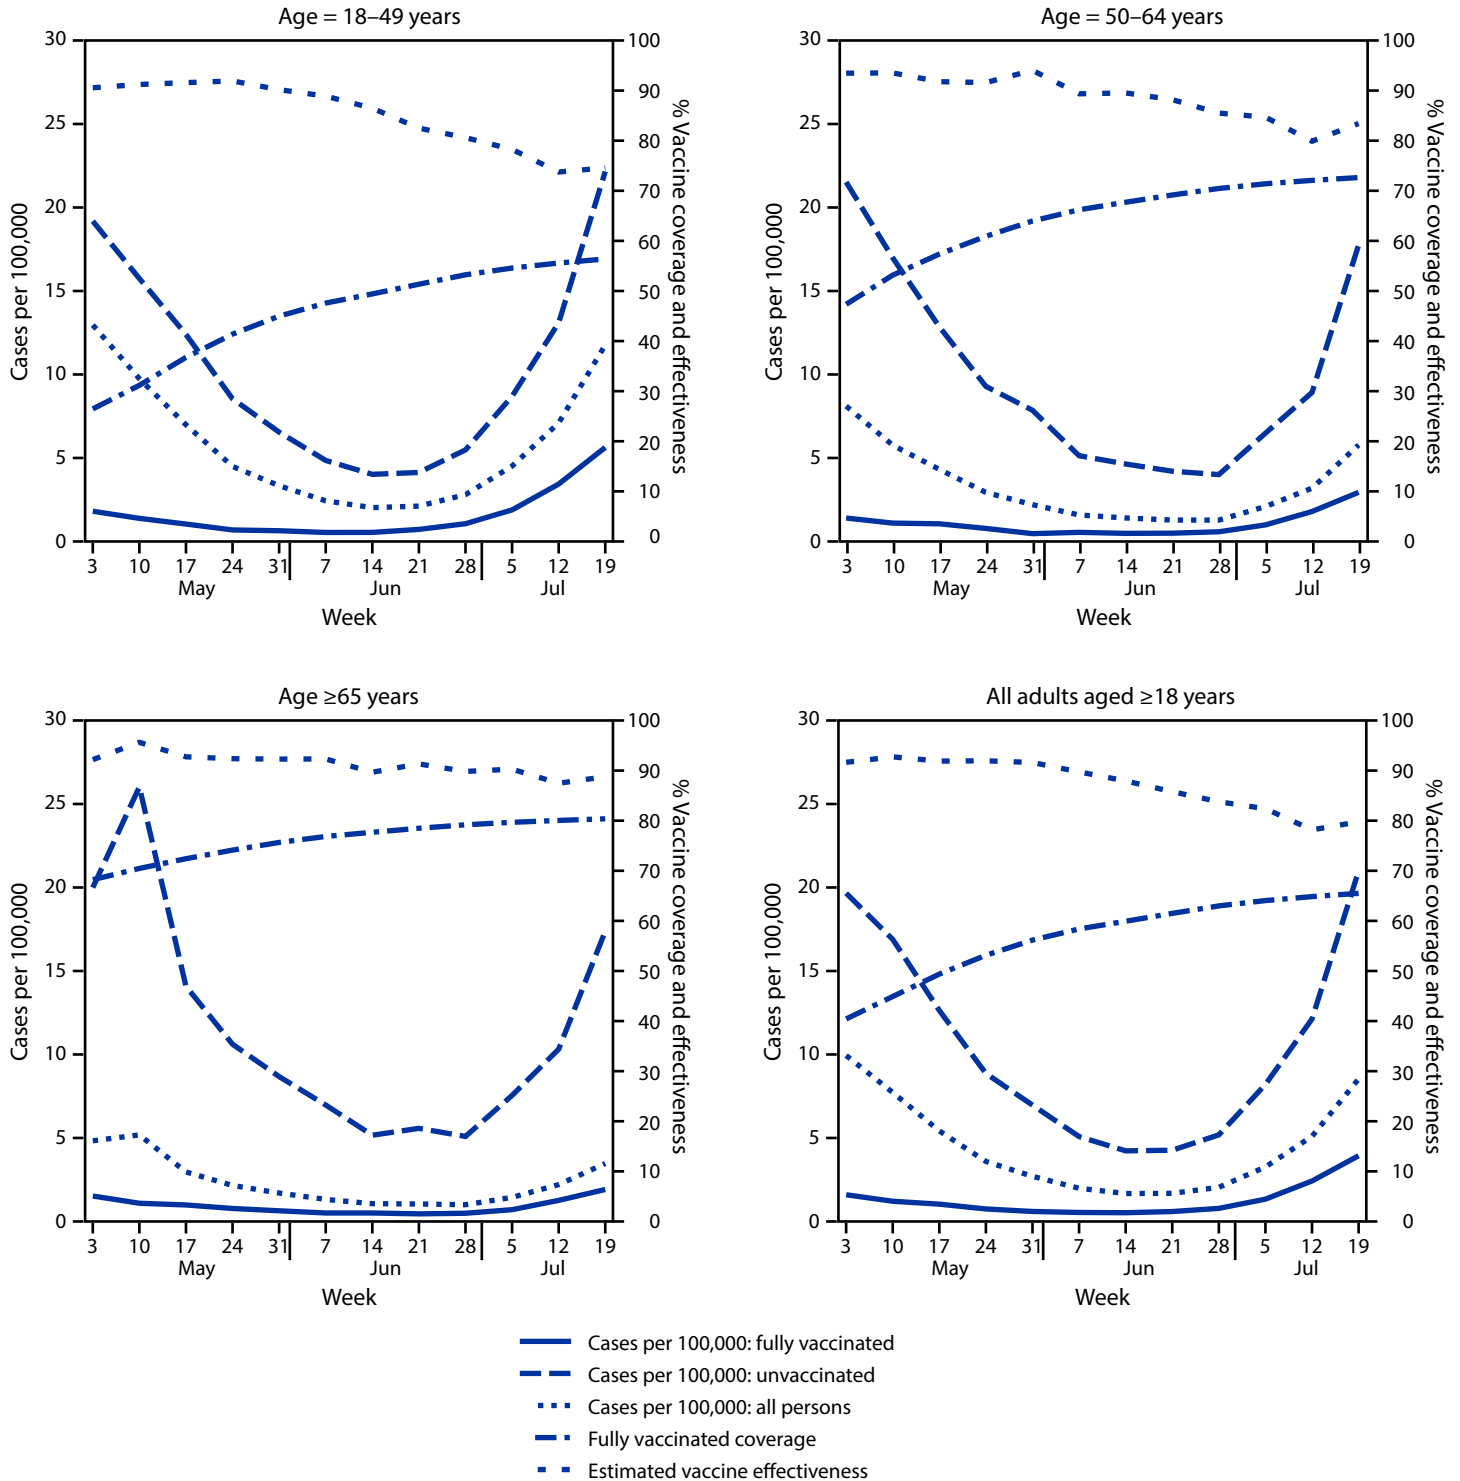 Age = 18–49 years
30
25
20
15
10
5
0
Cases per 100,000
100
90
80
70
60
50
40
30
20
10
0
% Vaccine coverage and effectiveness
3 10 17 24 31 7 14 21 28 5 12 19
May Jun Jul
Week
Age = 50–64 years
30
25
20
15
10
5
0
Cases per 100,000
100
90
80
70
60
50
40
30
20
10
0
% Vaccine coverage and effectiveness
3 10 17 24 31 7 14 21 28 5 12 19
May Jun Jul
Week
Age ≥65 years
30
25
20
15
10
5
0
Cases per 100,000
100
90
80
70
60
50
40
30
20
10
0
% Vaccine coverage and effectiveness
3 10 17 24 31 7 14 21 28 5 12 19
May Jun Jul
Week
All adults aged ≥18 years
30
25
20
15
10
5
0
Cases per 100,000
100
90
80
70
60
50
40
30
20
10
0
% Vaccine coverage and effectiveness
3 10 17 24 31 7 14 21 28 5 12 19
May Jun Jul
Week
Cases per 100,000: fully vaccinated
Cases per 100,000: unvaccinated
Cases per 100,000: all persons
Fully vaccinated coverage
Estimated vaccine effectiveness